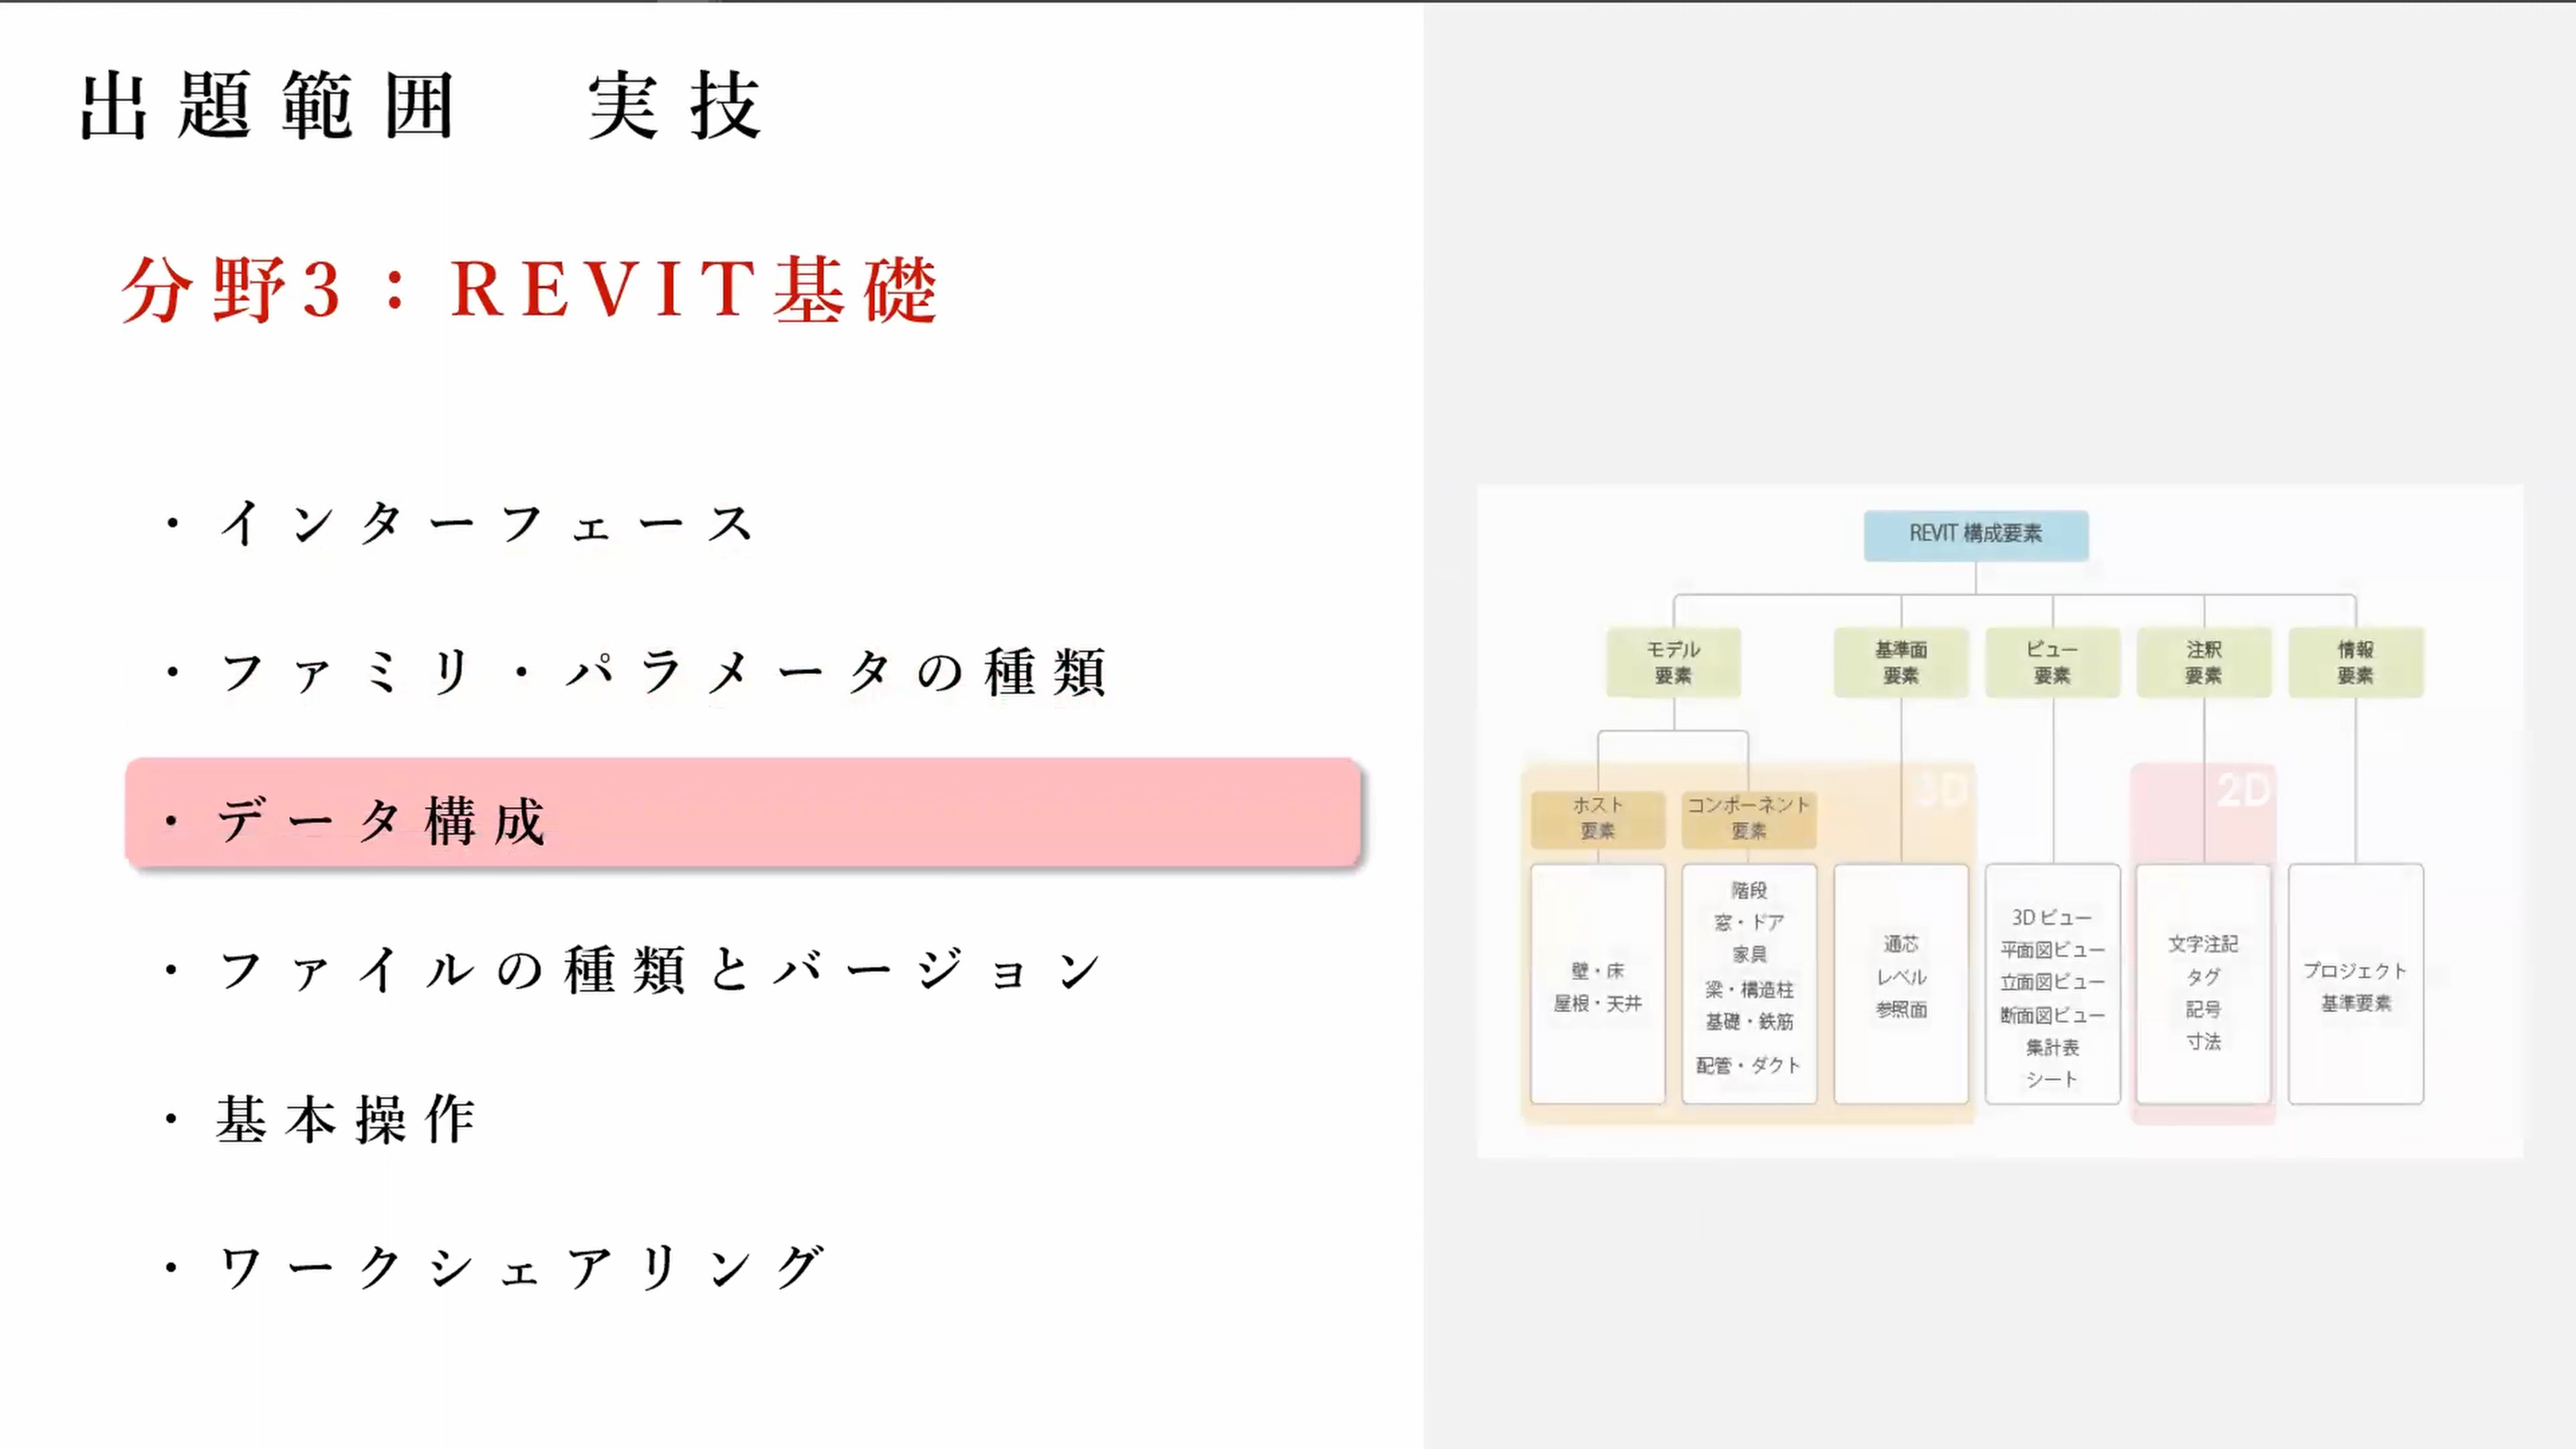 出題範囲　実技
分野3：REVIT基礎
・インターフェース
・ファミリ・パラメータの種類
・データ構成
・ファイルの種類とバージョン
・基本操作
・ワークシェアリング
REVIT 構成要素
モデル
要素
基準面
要素
ビュー
要素
注釈
要素
情報
要素
3D
2D
ホスト
要素
コンポーネント
要素
壁・床
屋根・天井
階段
窓・ドア
家具
梁・構造柱
基礎・鉄筋
配管・ダクト
通芯
レベル
参照面
3D ビュー
平面図ビュー
立面図ビュー
断面図ビュー
集計表
シート
文字注記
タグ
記号
寸法
プロジェクト
基準要素